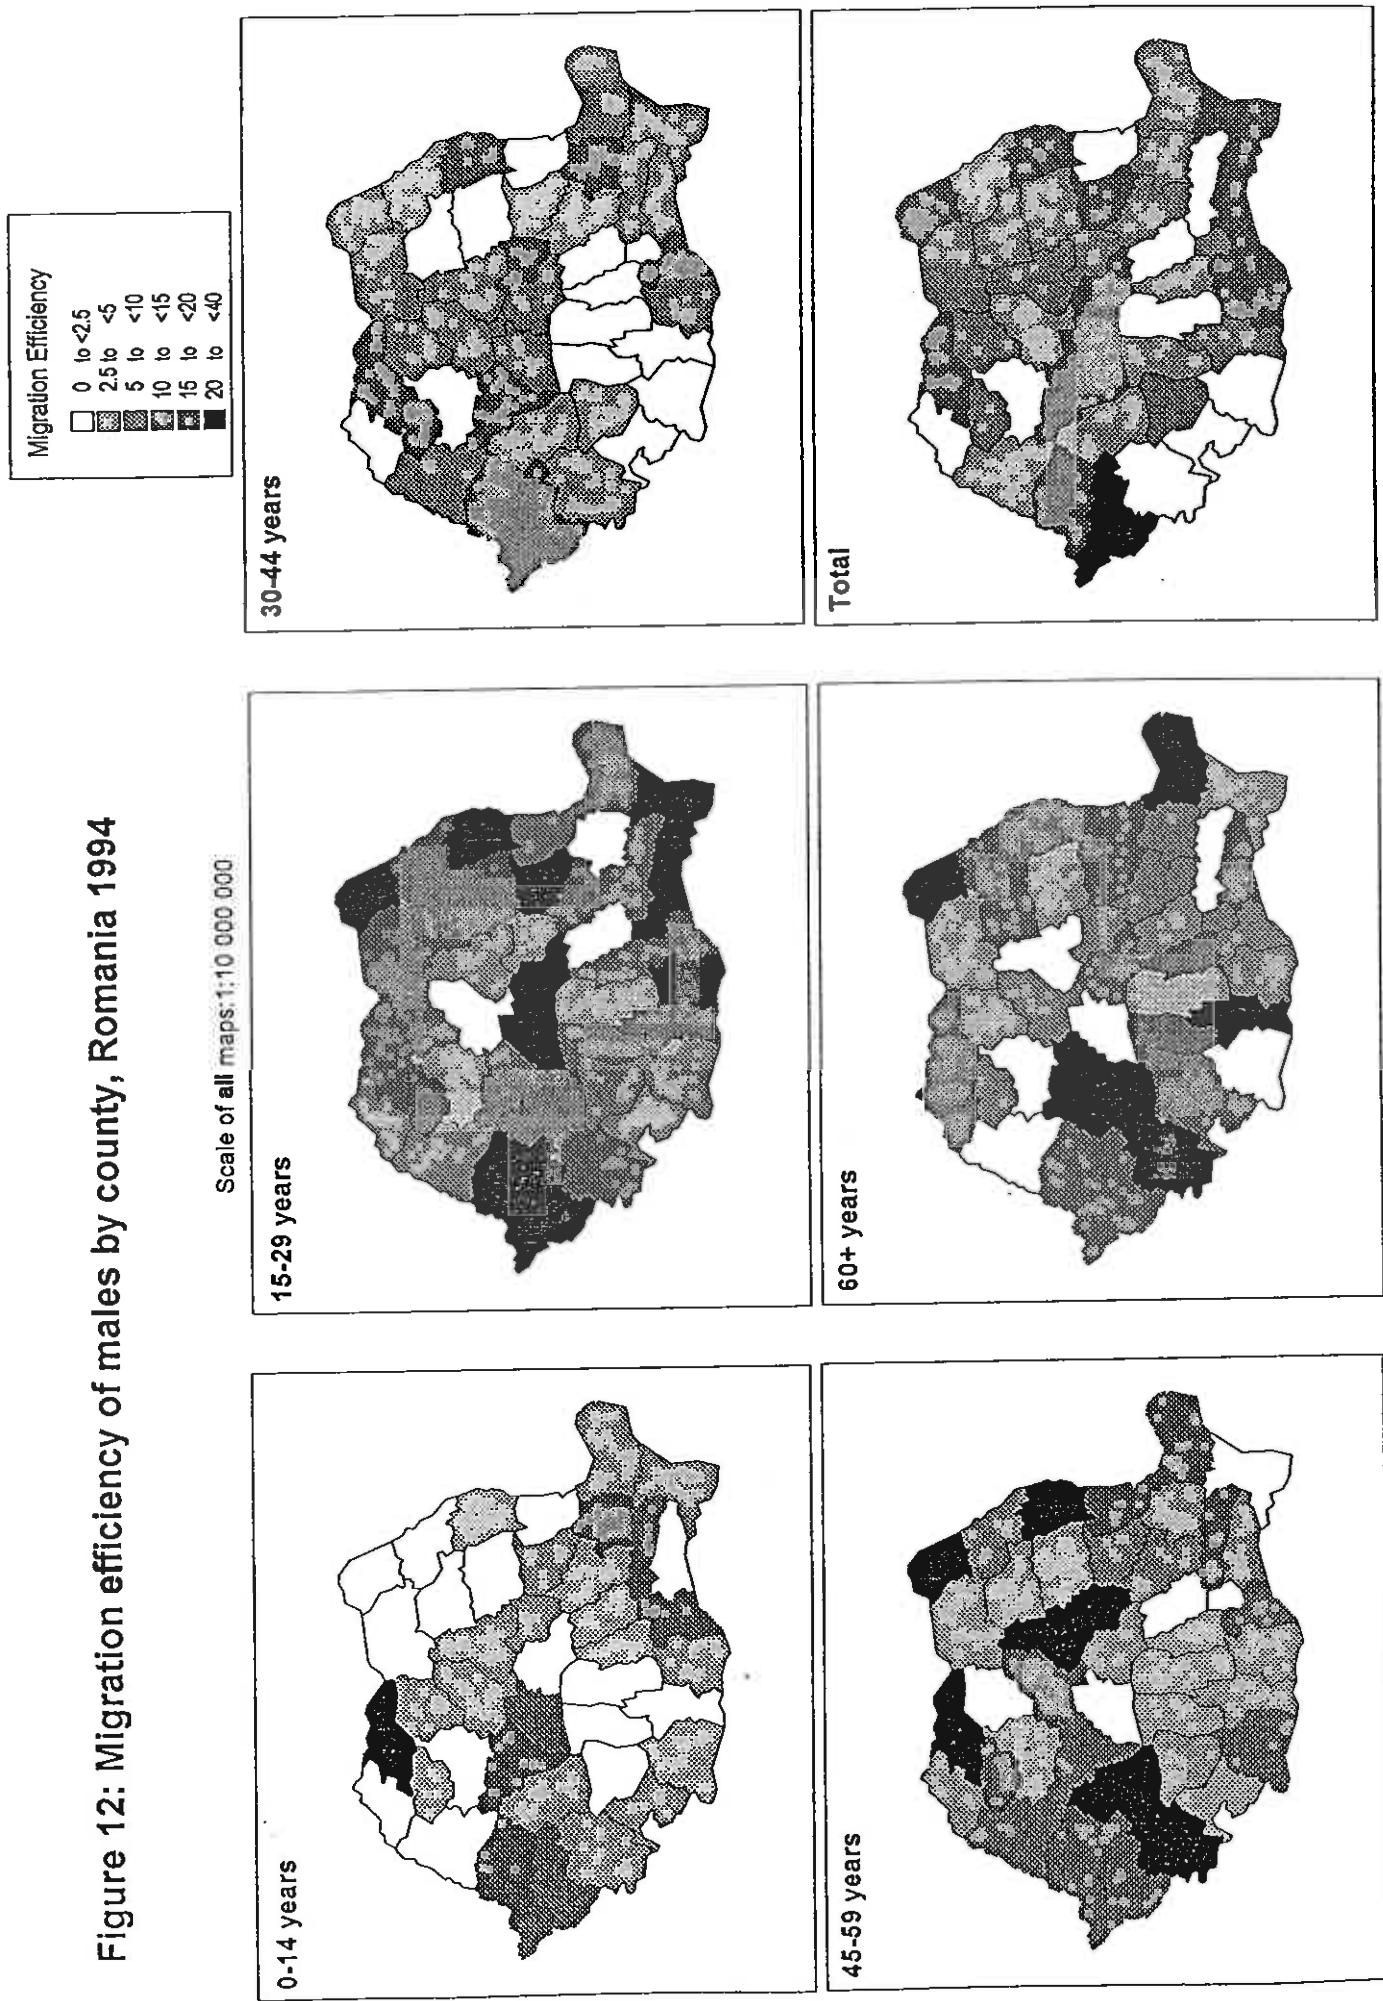 Figure 12: Migration efficiency of males by county, Romania 1994
Scale of all maps:1:10 000 000
Migration Efficiency
0 to <2.5
2.5 to <5
5 to <10
10 to <15
15 to <20
20 to <40
0-14 years
15-29 years
30-44 years
45-59 years
60+ years
Total